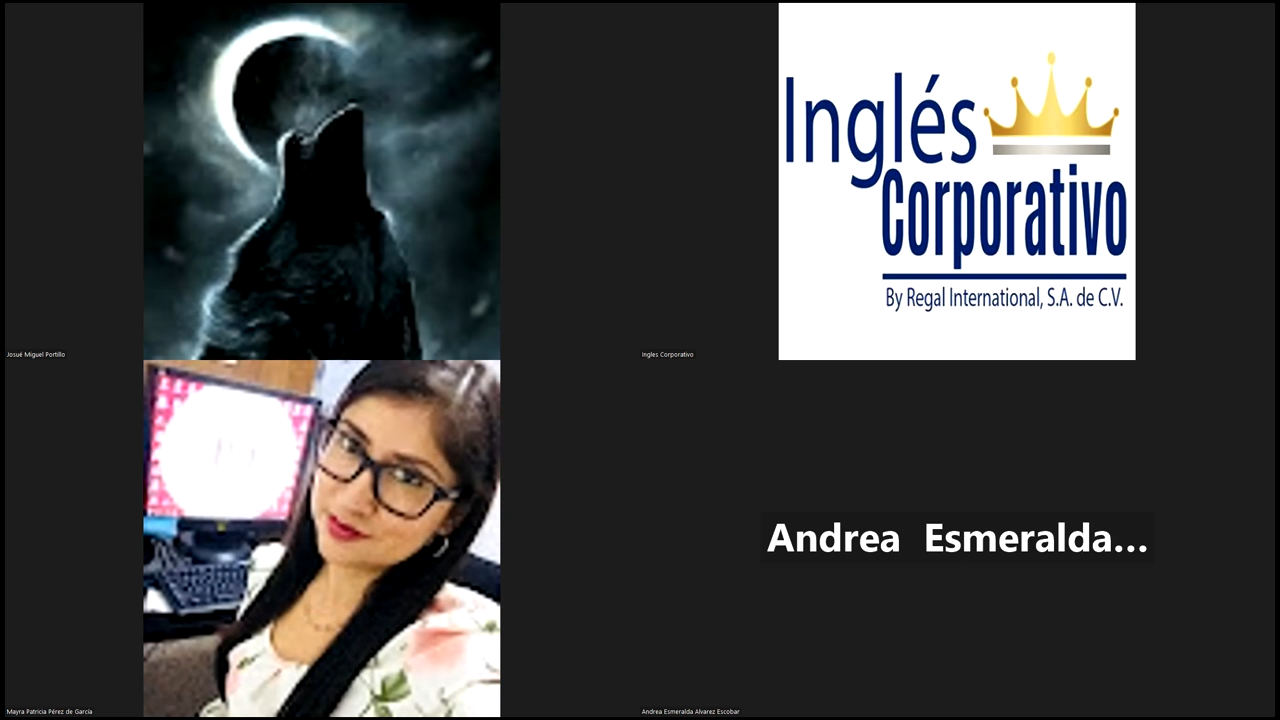 Inglés
Corporativo
By Regal International, S.A. de C.V.
Josué Miguel Portillo
Ingles Corporativo
Andrea Esmeralda...
Mayra Patricia Pérez de García
Andrea Esmeralda Alvarez Escobar